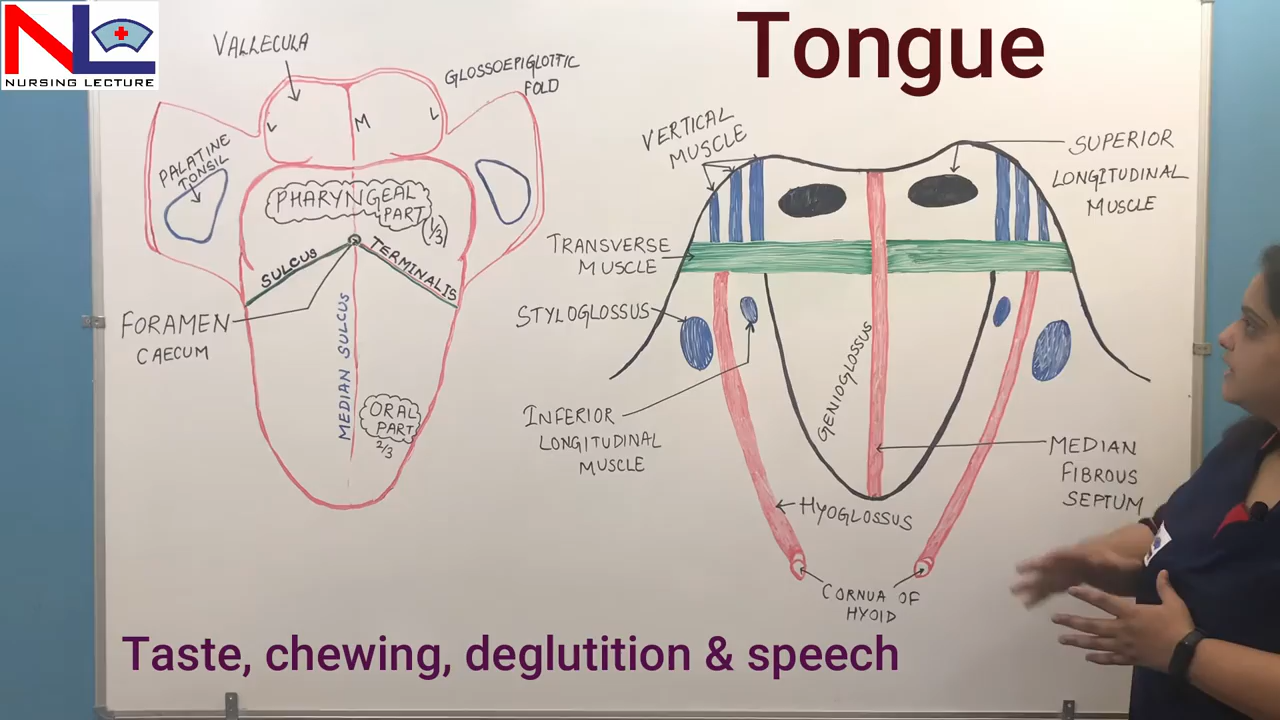 NL
NURSING LECTURE
Tongue
VALLECULA
GLOSSOEPIGLOTTIC
FOLD
L
M
L
PALATINE
TONSIL
PHARYNGEAL
PART
(1/3)
SULCUS TERMINALIS
FORAMEN
CAECUM
MEDIAN SULCUS
ORAL
PART
2/3
VERTICAL
MUSCLE
SUPERIOR
LONGITUDINAL
MUSCLE
TRANSVERSE
MUSCLE
STYLOGLOSSUS
GENIOGLOSSUS
INFERIOR
LONGITUDINAL
MUSCLE
MEDIAN
FIBROUS
SEPTUM
HYOGLOSSUS
CORNUA OF
HYOID
Taste, chewing, deglutition & speech